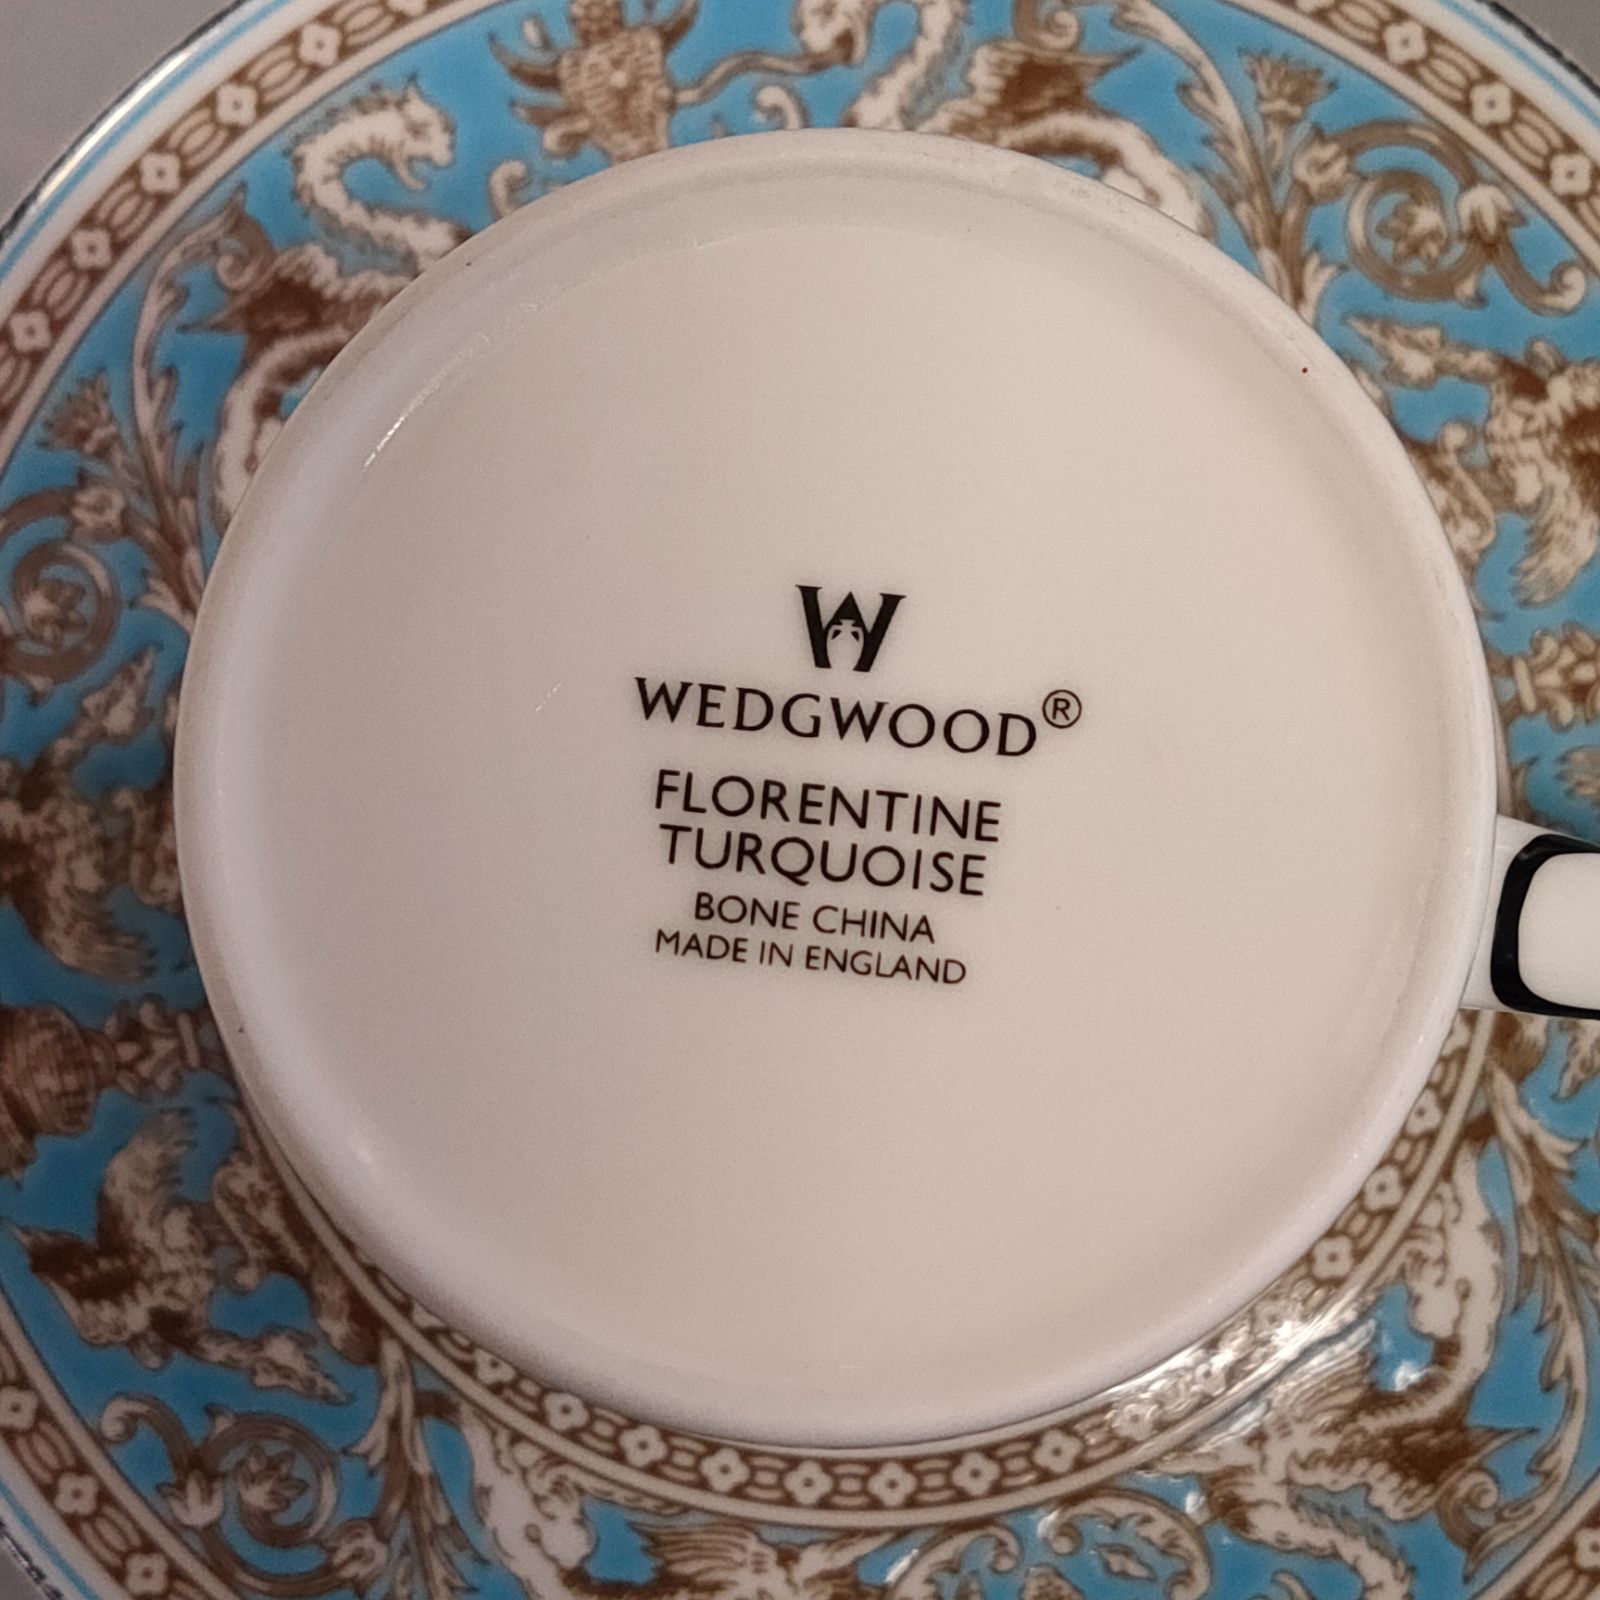 W
WEDGWOOD®
FLORENTINE
TURQUOISE
BONE CHINA
MADE IN ENGLAND